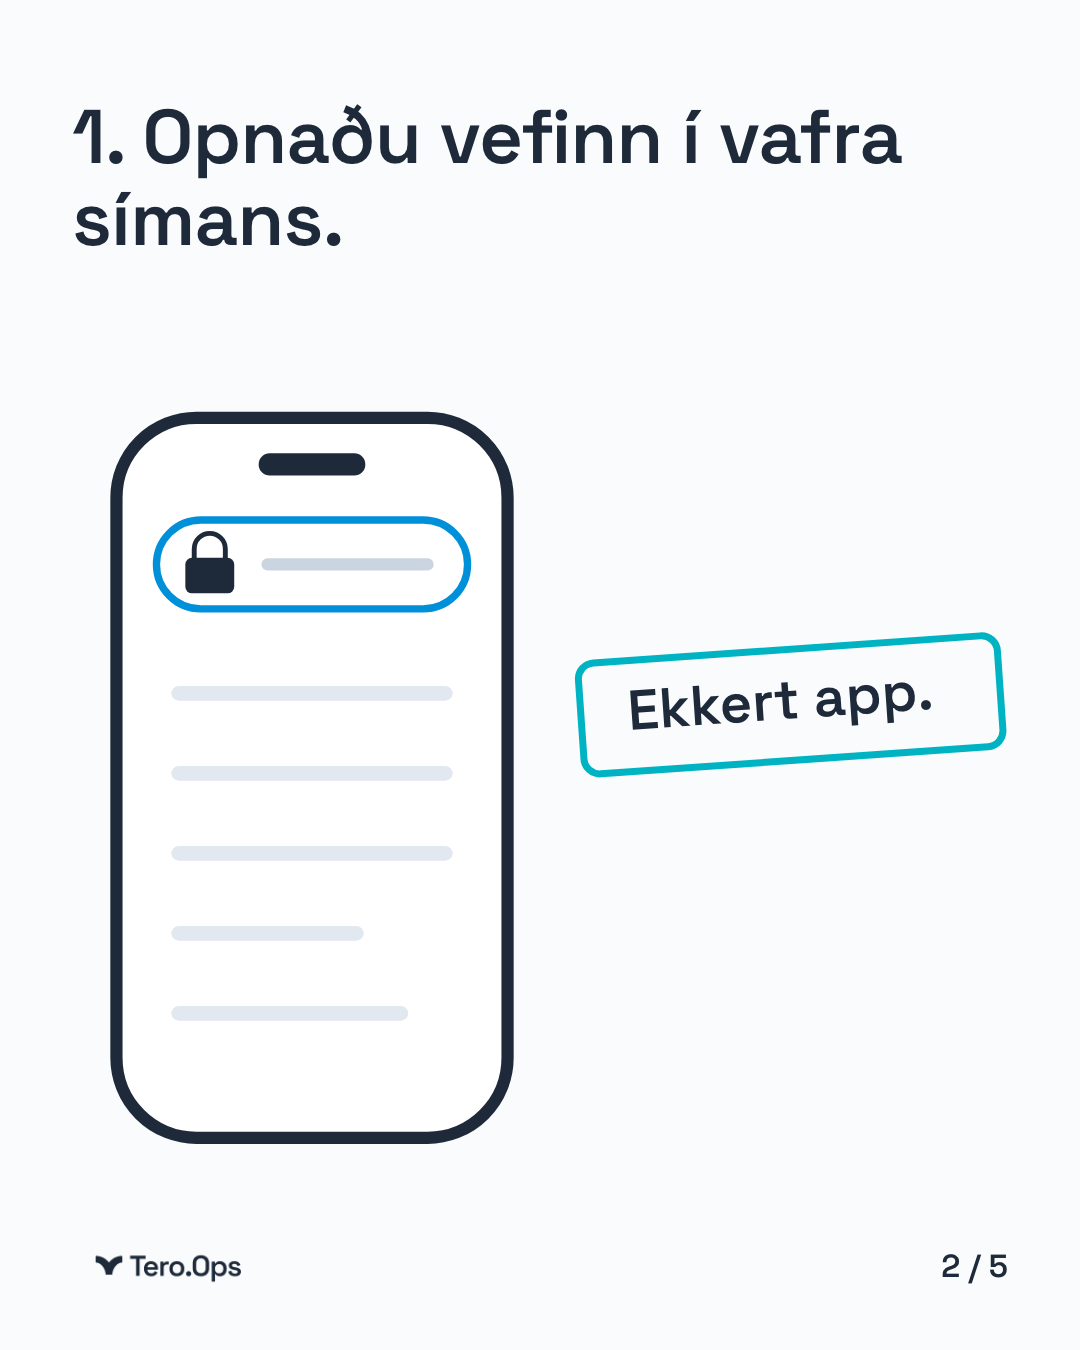 1. Opnaðu vefinn í vafra
símans.
Ekkert app.
Tero.Ops
2 / 5